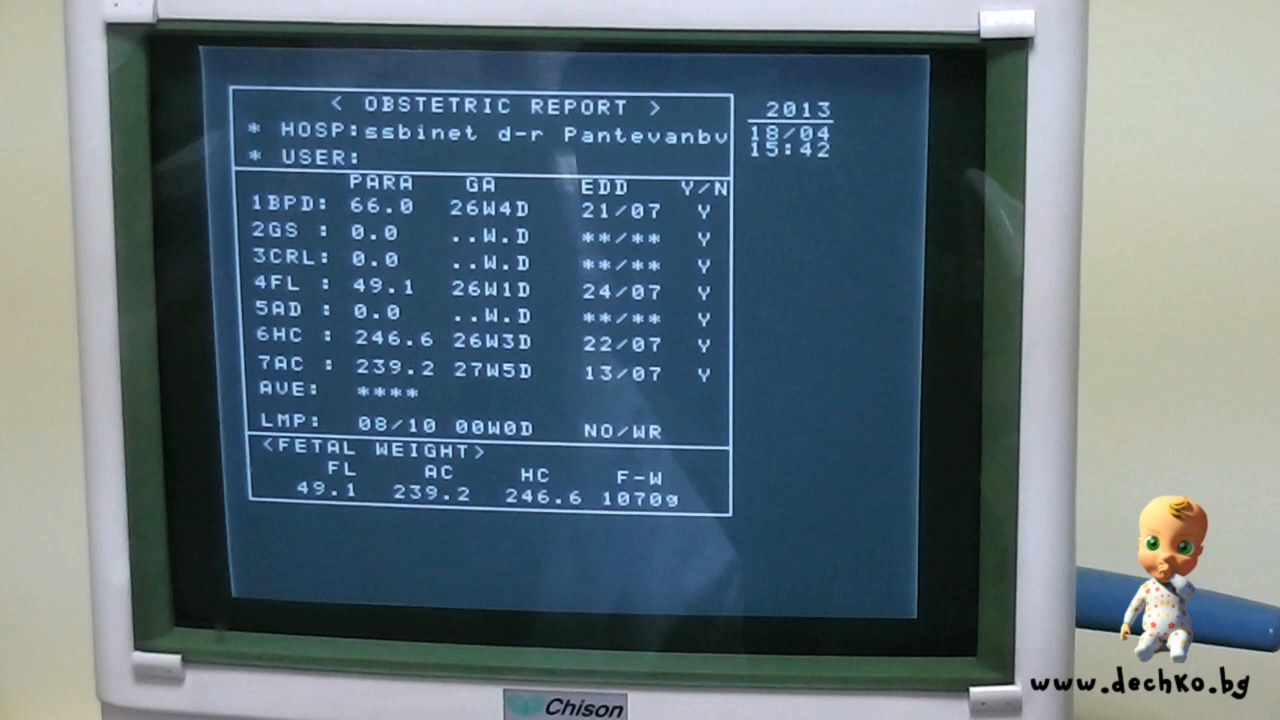 < OBSTETRIC REPORT >
* HOSP:ssbinet d-r Pantevanbv
* USER:
2013
18/04
15:42
PARA GA EDD Y/N
1BPD: 66.0 26W4D 21/07 Y
2GS : 0.0 ..W.D **/** Y
3CRL: 0.0 ..W.D **/** Y
4FL : 49.1 26W1D 24/07 Y
5AD : 0.0 ..W.D **/** Y
6HC : 246.6 26W3D 22/07 Y
7AC : 239.2 27W5D 13/07 Y
AVE: ****
LMP: 08/10 00W0D NO/WR
<FETAL WEIGHT>
FL AC HC F-W
49.1 239.2 246.6 1070g
Chison
www.dechko.bg